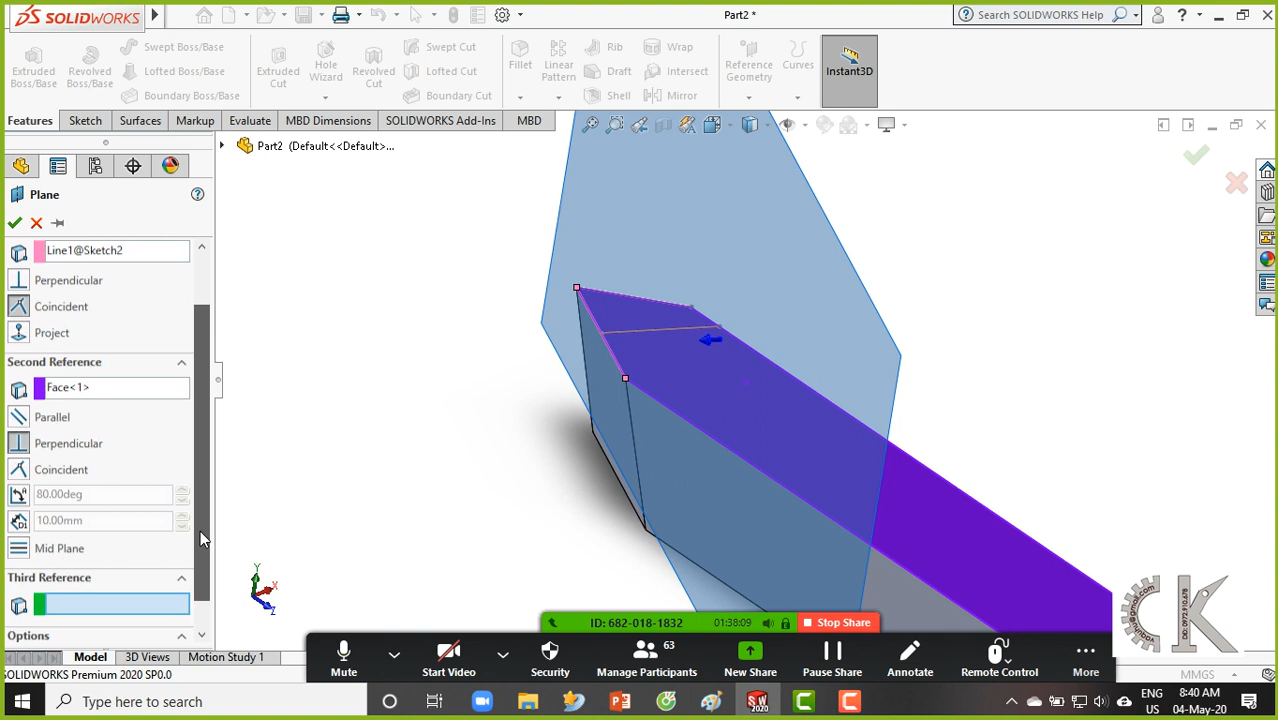 SOLIDWORKS
Part2 *
Search SOLIDWORKS Help
Extruded Boss/Base
Revolved Boss/Base
Swept Boss/Base
Lofted Boss/Base
Boundary Boss/Base
Extruded Cut
Hole Wizard
Revolved Cut
Swept Cut
Lofted Cut
Boundary Cut
Fillet
Linear Pattern
Rib
Draft
Shell
Wrap
Intersect
Mirror
Reference Geometry
Curves
Instant3D
Features
Sketch
Surfaces
Markup
Evaluate
MBD Dimensions
SOLIDWORKS Add-Ins
MBD
Part2 (Default<<Default>...
Plane
Line1@Sketch2
Perpendicular
Coincident
Project
Second Reference
Face<1>
Parallel
Perpendicular
Coincident
80.00deg
10.00mm
Mid Plane
Third Reference
Options
Y
X
Z
ID: 682-018-1832
01:38:09
Stop Share
Mute
Start Video
Security
63
Manage Participants
New Share
Pause Share
Annotate
Remote Control
More
Model
3D Views
Motion Study 1
SOLIDWORKS Premium 2020 SP0.0
MMGS
Type here to search
ENG
US
8:40 AM
04-May-20